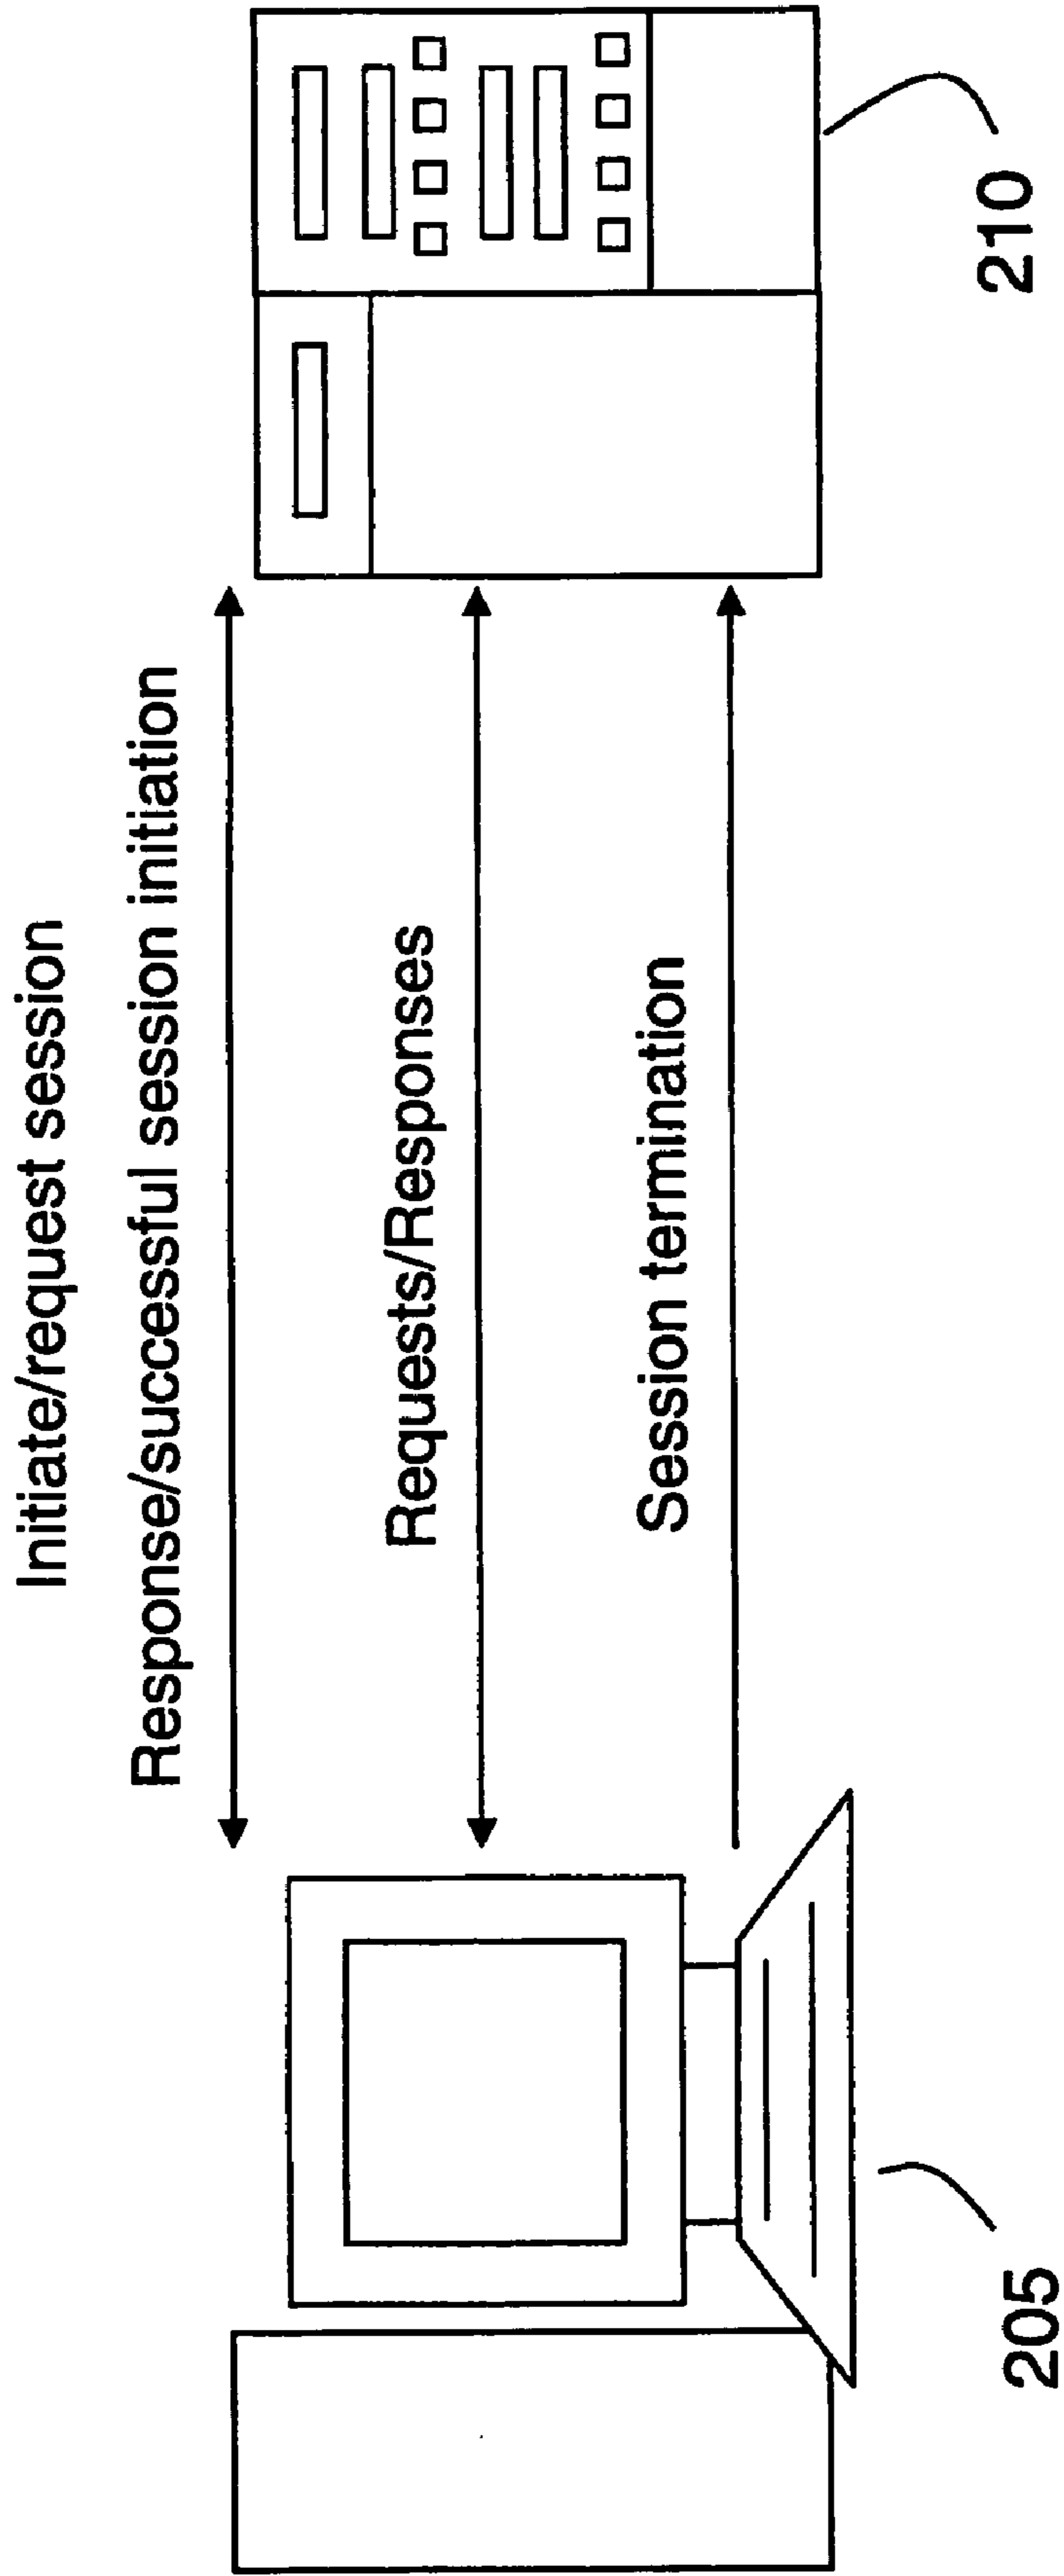 Initiate/request session
Response/successful session initiation
Requests/Responses
Session termination
205
210